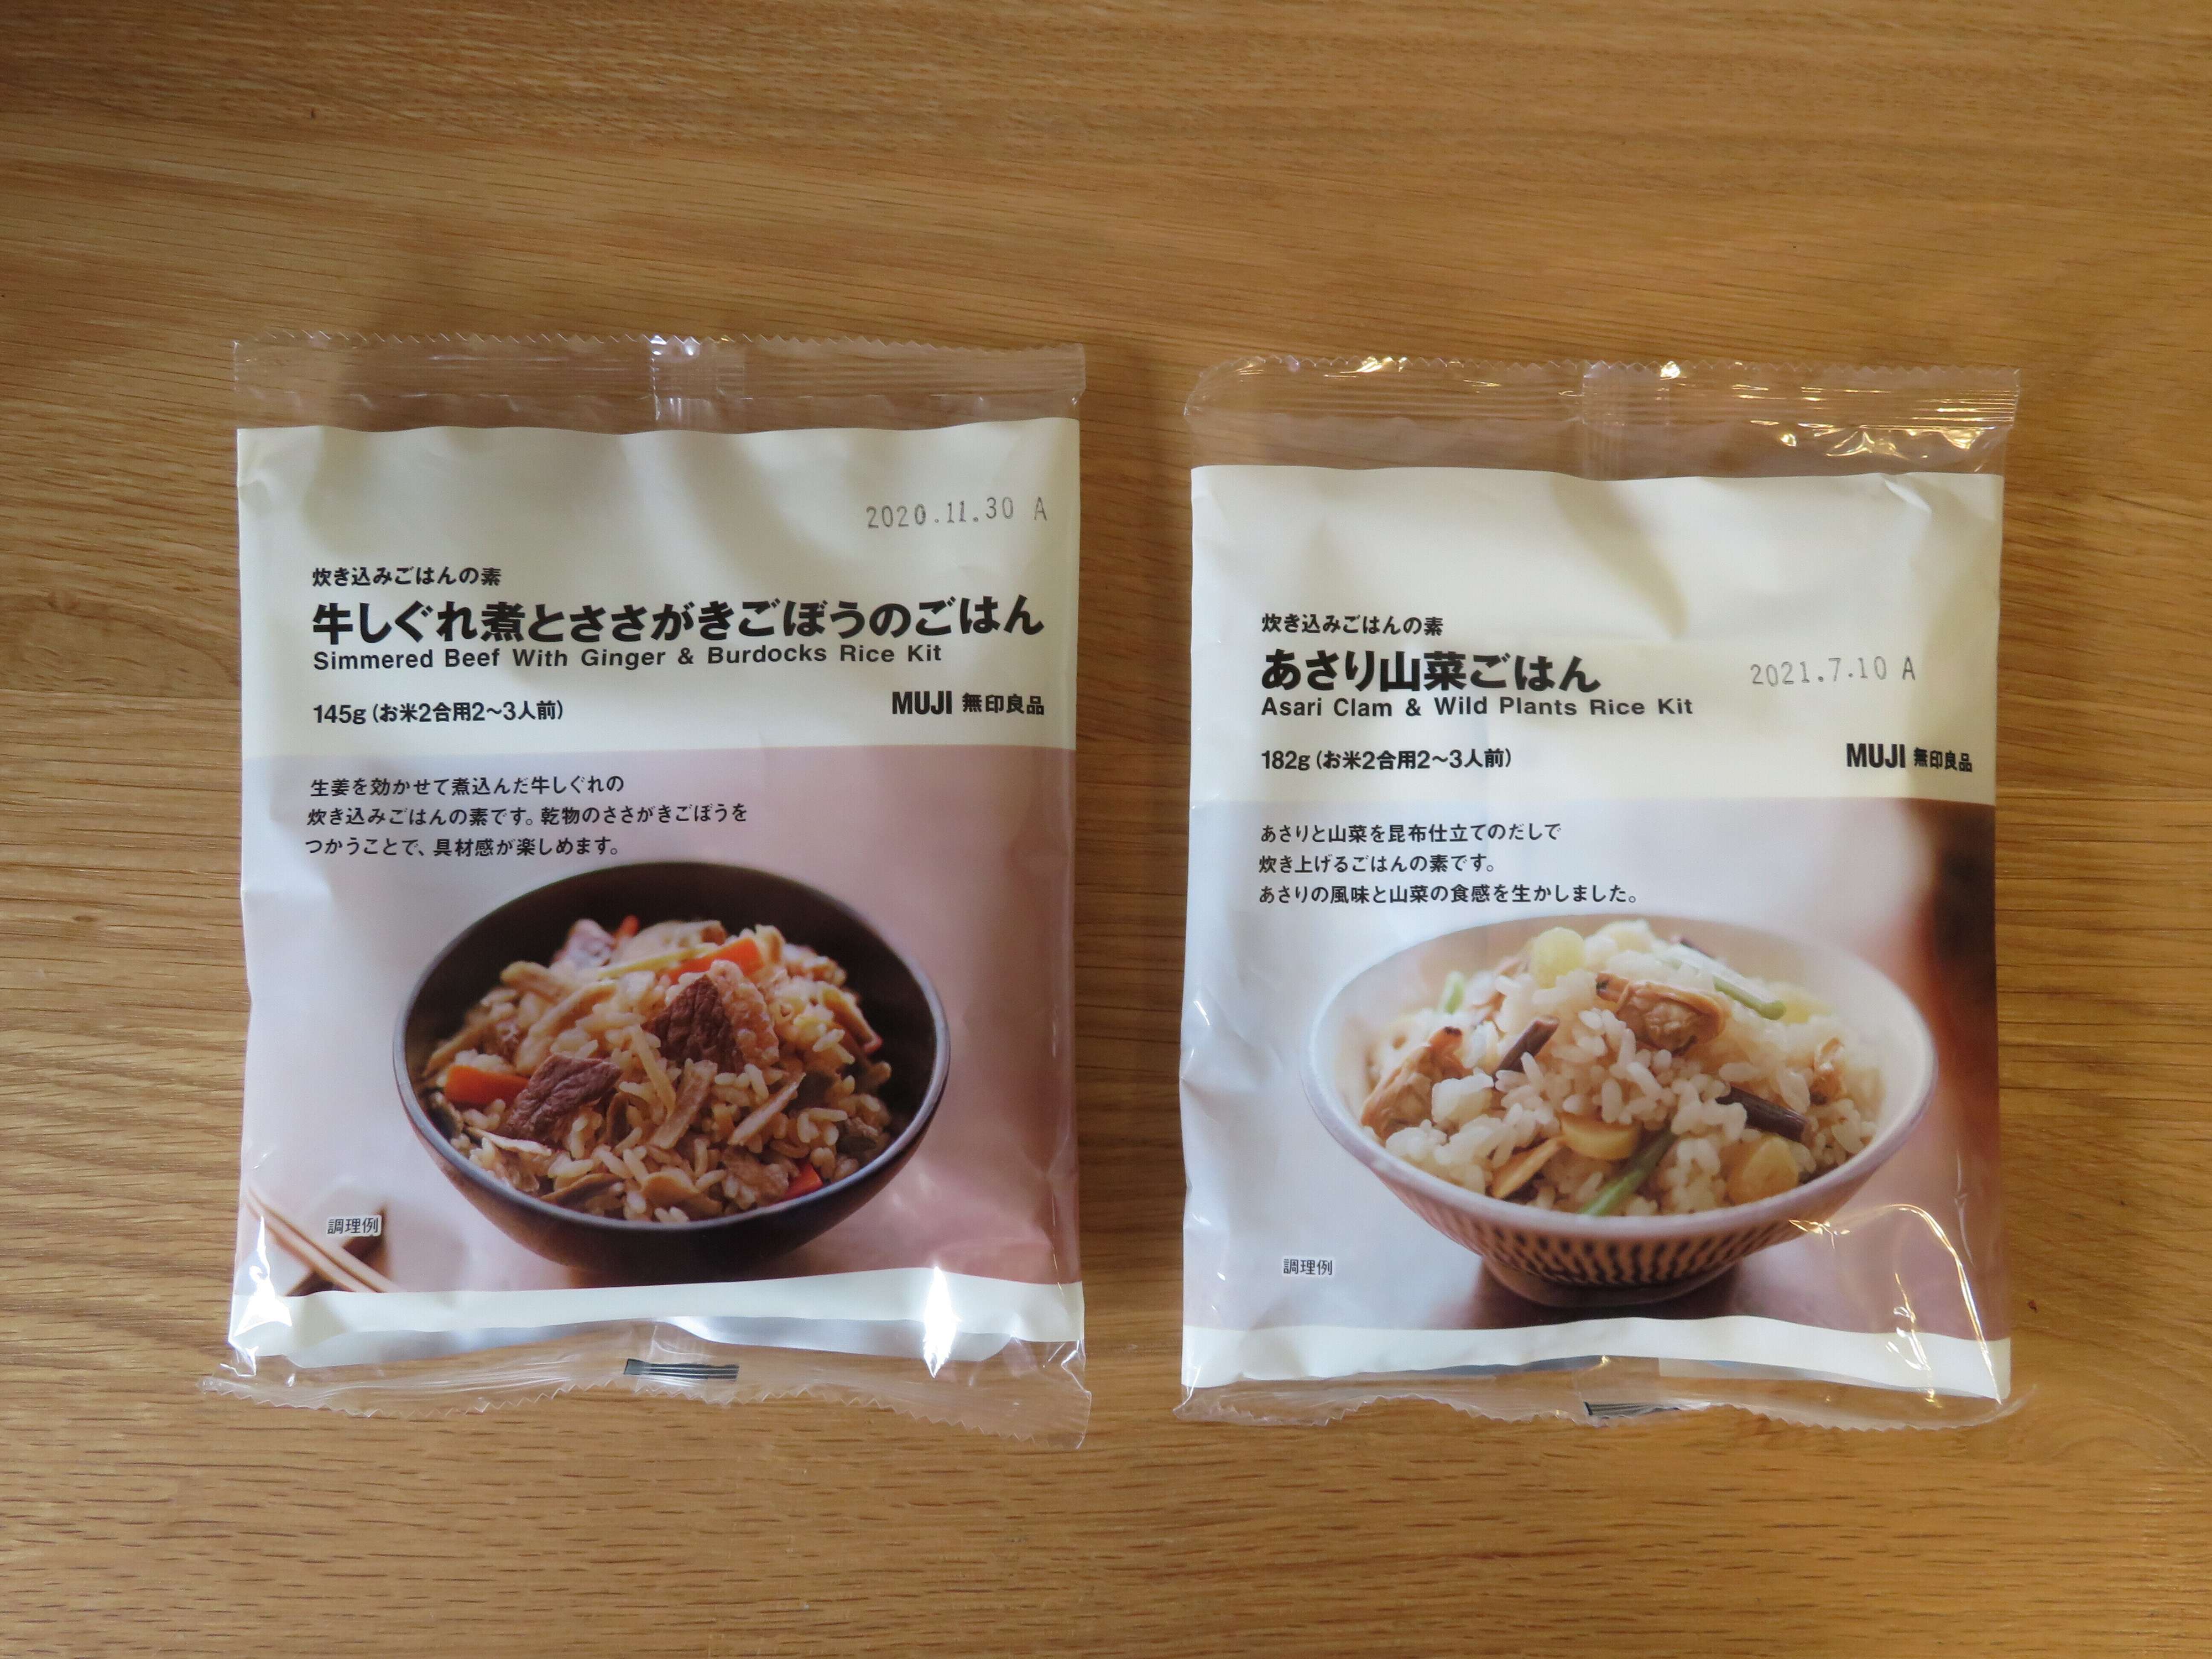 2020.11.30 A
炊き込みごはんの素
牛しぐれ煮とささがきごぼうのごはん
Simmered Beef With Ginger & Burdocks Rice Kit
145g (お米2合用2〜3人前)
MUJI 無印良品
生姜を効かせて煮込んだ牛しぐれの
炊き込みごはんの素です。乾物のささがきごぼうを
つかうことで、具材感が楽しめます。
調理例
炊き込みごはんの素
あさり山菜ごはん
2021.7.10 A
Asari Clam & Wild Plants Rice Kit
182g (お米2合用2〜3人前)
MUJI 無印良品
あさりと山菜を昆布仕立てのだしで
炊き上げるごはんの素です。
あさりの風味と山菜の食感を生かしました。
調理例